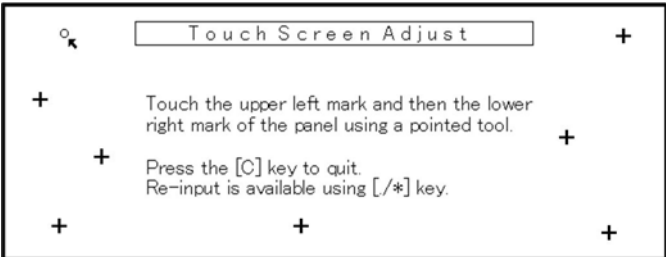 Touch Screen Adjust
Touch the upper left mark and then the lower
right mark of the panel using a pointed tool.
Press the [C] key to quit.
Re-input is available using [./*] key.